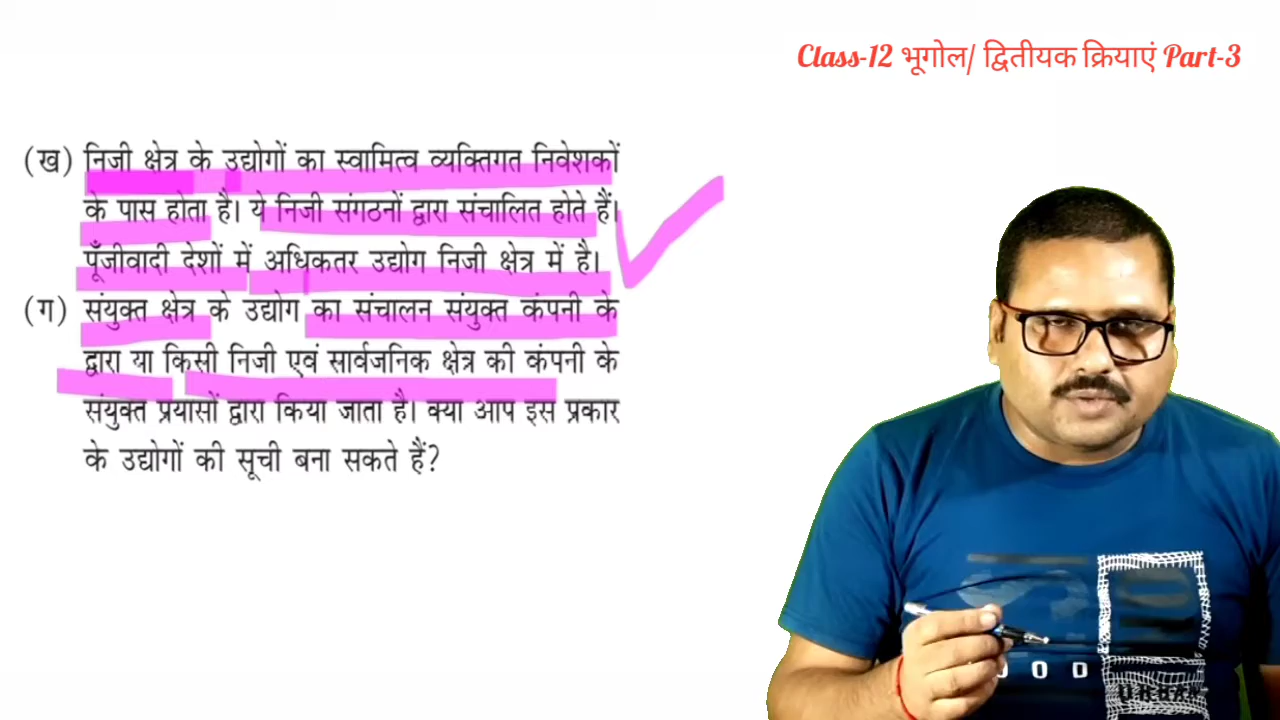 Class-12 भूगोल/ द्वितीयक क्रियाएं Part-3
(ख) निजी क्षेत्र के उद्योगों का स्वामित्व व्यक्तिगत निवेशकों
के पास होता है। ये निजी संगठनों द्वारा संचालित होते हैं।
पूँजीवादी देशों में अधिकतर उद्योग निजी क्षेत्र में है।
(ग) संयुक्त क्षेत्र के उद्योग का संचालन संयुक्त कंपनी के
द्वारा या किसी निजी एवं सार्वजनिक क्षेत्र की कंपनी के
संयुक्त प्रयासों द्वारा किया जाता है। क्या आप इस प्रकार
के उद्योगों की सूची बना सकते हैं?